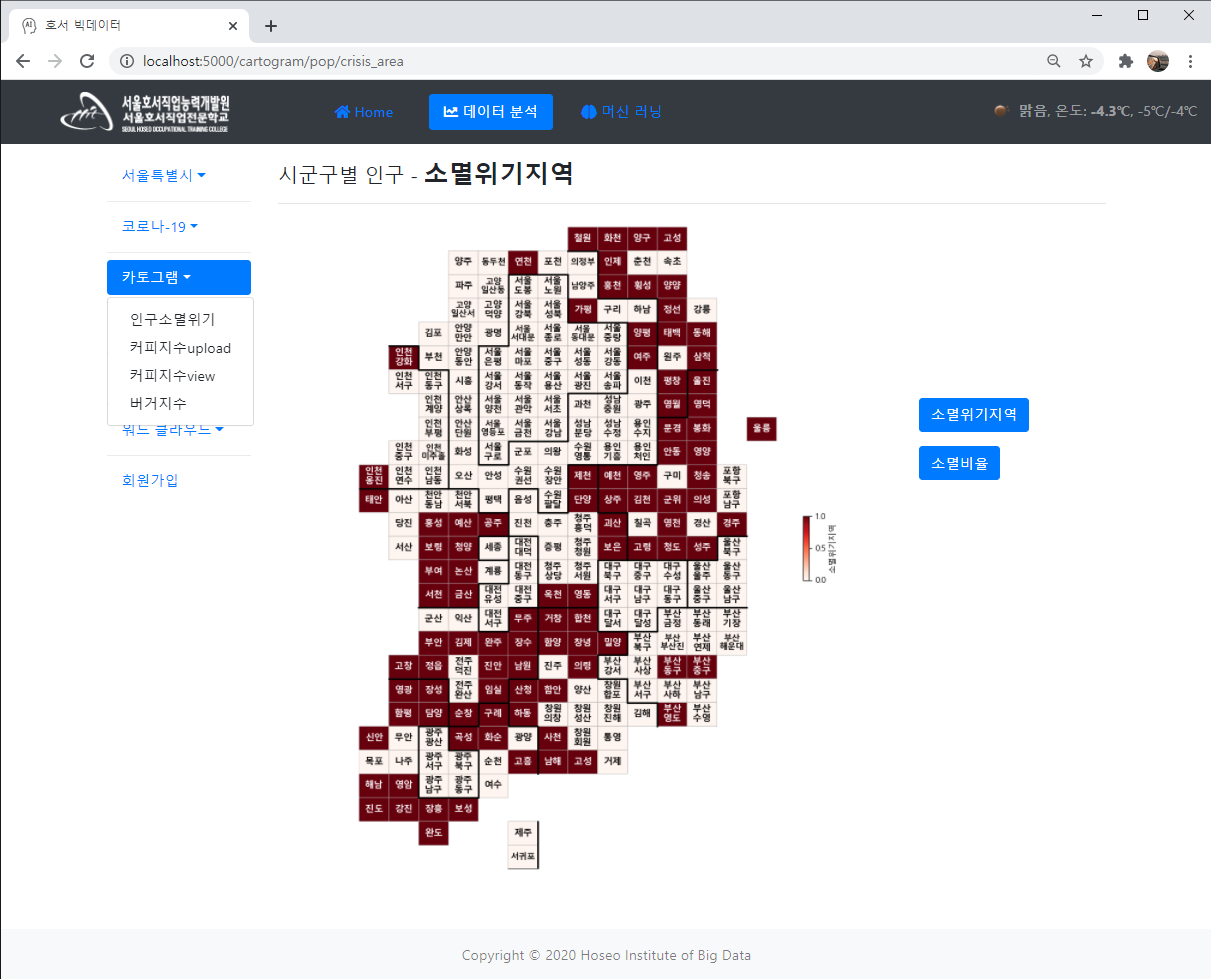 호서 빅데이터
localhost:5000/cartogram/pop/crisis_area
서울호서직업능력개발원
서울호서직업전문학교
SEOUL HOSEO OCCUPATIONAL TRAINING COLLEGE
Home 데이터 분석 머신 러닝 맑음, 온도: -4.3℃, -5℃/-4℃
서울특별시
코로나-19
카토그램
인구소멸위기
커피지수upload
커피지수view
버거지수
워드 클라우드
회원가입
시군구별 인구 - 소멸위기지역
철원 화천 양구 고성
양주 동두천 연천 포천 의정부 인제 춘천 속초
파주 고양 일산동 서울 도봉 서울 노원 남양주 홍천 횡성 양양
고양 일산서 고양 덕양 서울 강북 서울 성북 가평 구리 하남 정선 강릉
김포 안양 만안 광명 서울 서대문 서울 종로 서울 동대문 서울 중랑 양평 태백 동해
인천 강화 부천 안양 동안 서울 은평 서울 마포 서울 중구 서울 성동 서울 강동 여주 원주 삼척
인천 서구 인천 동구 시흥 서울 강서 서울 동작 서울 용산 서울 광진 서울 송파 이천 평창 울진
인천 계양 안산 상록 서울 양천 서울 관악 서울 서초 과천 성남 중원 광주 영월 영덕
인천 부평 안산 단원 서울 영등포 서울 금천 서울 강남 성남 분당 성남 수정 용인 수지 문경 봉화 울릉
인천 중구 인천 미추홀 화성 서울 구로 군포 의왕 수원 영통 용인 기흥 용인 처인 안동 영양
인천 옹진 인천 연수 인천 남동 오산 안성 수원 권선 수원 장안 제천 예천 영주 구미 청송 포항 북구
태안 아산 천안 동남 천안 서북 평택 음성 수원 팔달 단양 상주 김천 군위 의성 포항 남구
당진 홍성 예산 공주 진천 충주 청주 흥덕 괴산 칠곡 영천 경산 경주
서산 보령 청양 세종 대전 대덕 증평 청주 청원 보은 고령 청도 성주 울산 북구
부여 논산 계룡 대전 동구 청주 상당 청주 서원 대구 북구 대구 중구 대구 수성 울산 울주 울산 동구
서천 금산 대전 유성 대전 중구 옥천 영동 대구 서구 대구 남구 대구 동구 울산 중구 울산 남구
군산 익산 대전 서구 무주 거창 합천 대구 달서 대구 달성 부산 금정 부산 동래 부산 기장
부안 김제 완주 장수 함양 창녕 밀양 부산 북구 부산 부산진 부산 연제 부산 해운대
고창 정읍 전주 덕진 진안 남원 진주 의령 부산 강서 부산 사상 부산 동구 부산 중구
영광 장성 전주 완산 임실 산청 함안 양산 창원 합포 부산 서구 부산 사하 부산 남구
함평 담양 순창 구례 하동 창원 의창 창원 성산 창원 진해 김해 부산 영도 부산 수영
신안 무안 광주 광산 곡성 화순 광양 사천 창원 회원 통영
목포 나주 광주 서구 광주 북구 순천 고흥 남해 고성 거제
해남 영암 광주 남구 광주 동구 여수
진도 강진 장흥 보성
완도 제주
서귀포
1.0
0.5
0.0
소멸위기지역
소멸위기지역
소멸비율
Copyright © 2020 Hoseo Institute of Big Data